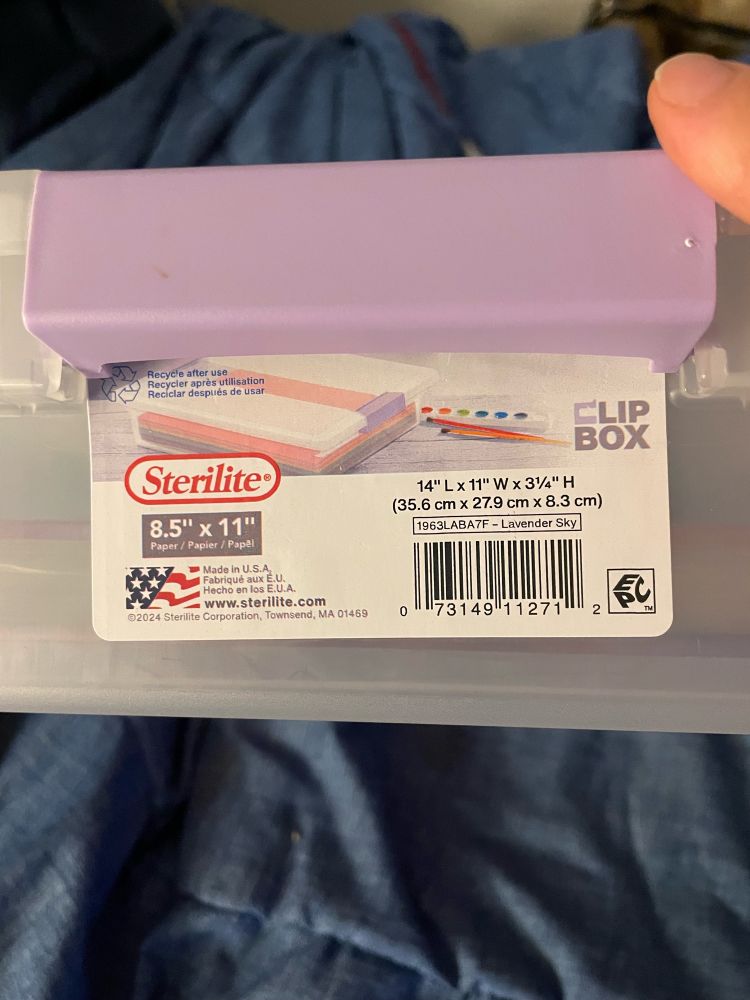 Recycle after use
Recycler après utilisation
Reciclar después de usar
CLIP
BOX
Sterilite®
14" L x 11" W x 3¼" H
(35.6 cm x 27.9 cm x 8.3 cm)
8.5" x 11"
Paper / Papier / Papel
1963LABA7F – Lavender Sky
Made in U.S.A.
Fabriqué aux É.U.
Hecho en los E.U.A.
www.sterilite.com
©2024 Sterilite Corporation, Townsend, MA 01469
0 73149 11271 2
EPC TM